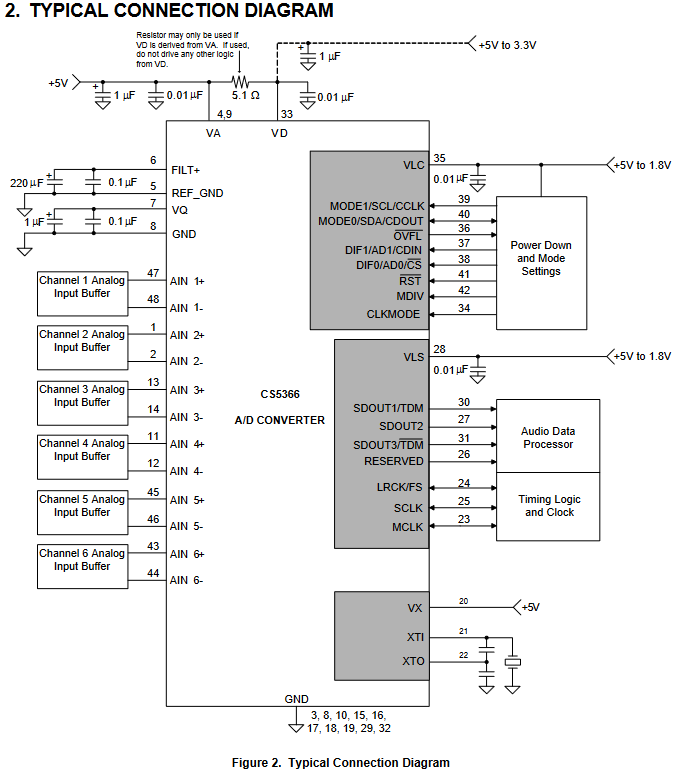 2. TYPICAL CONNECTION DIAGRAM
Resistor may only be used if
VD is derived from VA. If used,
do not drive any other logic
from VD.
+5V to 3.3V
+
1 µF
+5V
+
1 µF
0.01 µF
5.1 Ω
0.01 µF
4,9
33
VA
VD
6
FILT+
220 µF
+
0.1 µF
5
REF_GND
7
VQ
1 µF
+
0.1 µF
8
GND
Channel 1 Analog
Input Buffer
47
AIN 1+
48
AIN 1-
Channel 2 Analog
Input Buffer
1
AIN 2+
2
AIN 2-
Channel 3 Analog
Input Buffer
13
AIN 3+
14
AIN 3-
Channel 4 Analog
Input Buffer
11
AIN 4+
12
AIN 4-
Channel 5 Analog
Input Buffer
45
AIN 5+
46
AIN 5-
Channel 6 Analog
Input Buffer
43
AIN 6+
44
AIN 6-
CS5366
A/D CONVERTER
VLC
35
+5V to 1.8V
0.01 µF
MODE1/SCL/CCLK
39
MODE0/SDA/CDOUT
40
OVFL
36
DIF1/AD1/CDIN
37
DIF0/AD0/CS
38
RST
41
MDIV
42
CLKMODE
34
Power Down
and Mode
Settings
VLS
28
+5V to 1.8V
0.01 µF
SDOUT1/TDM
30
SDOUT2
27
SDOUT3/TDM
31
RESERVED
26
Audio Data
Processor
LRCK/FS
24
SCLK
25
MCLK
23
Timing Logic
and Clock
VX
20
+5V
XTI
21
XTO
22
GND
3, 8, 10, 15, 16,
17, 18, 19, 29, 32
Figure 2. Typical Connection Diagram